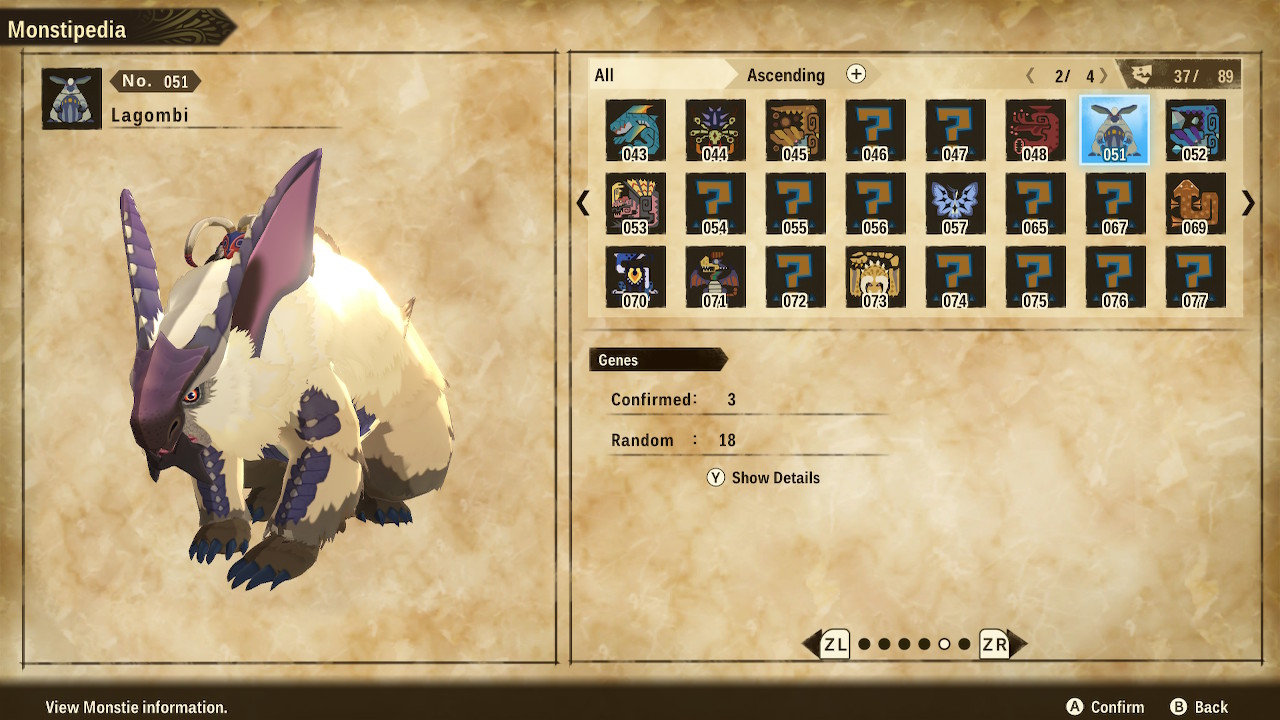 Monstipedia
No. 051
Lagombi
All
Ascending +
2/ 4
37/ 89
043 044 045 046 047 048 051 052
053 054 055 056 057 065 067 069
070 071 072 073 074 075 076 077
Genes
Confirmed: 3
Random : 18
Y Show Details
ZL ZR
View Monstie information.
A Confirm B Back